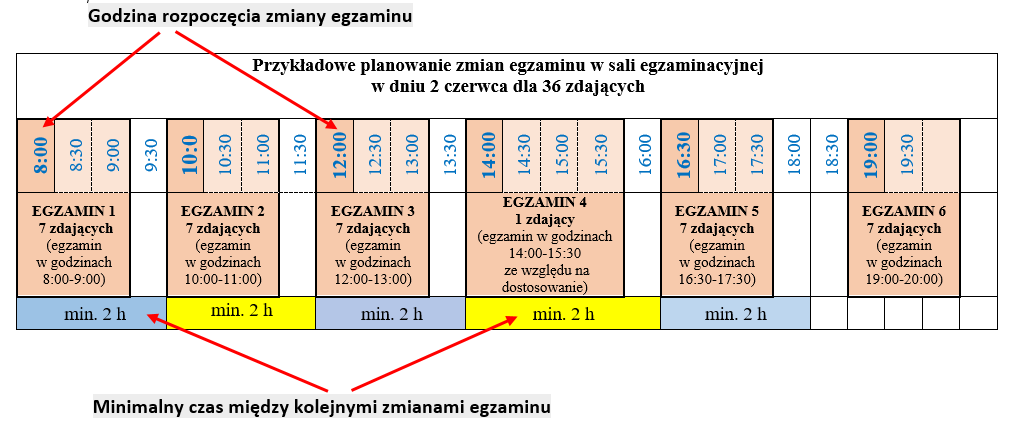 Godzina rozpoczęcia zmiany egzaminu
Przykładowe planowanie zmian egzaminu w sali egzaminacyjnej
w dniu 2 czerwca dla 36 zdających
8:00 8:30 9:00 9:30 10:0 10:30 11:00 11:30 12:00 12:30 13:00 13:30 14:00 14:30 15:00 15:30 16:00 16:30 17:00 17:30 18:00 18:30 19:00 19:30
EGZAMIN 1
7 zdających
(egzamin
w godzinach
8:00-9:00)
EGZAMIN 2
7 zdających
(egzamin
w godzinach
10:00-11:00)
EGZAMIN 3
7 zdających
(egzamin
w godzinach
12:00-13:00)
EGZAMIN 4
1 zdający
(egzamin w godzinach
14:00-15:30
ze względu na
dostosowanie)
EGZAMIN 5
7 zdających
(egzamin
w godzinach
16:30-17:30)
EGZAMIN 6
7 zdających
(egzamin
w godzinach
19:00-20:00)
min. 2 h min. 2 h min. 2 h min. 2 h min. 2 h
Minimalny czas między kolejnymi zmianami egzaminu